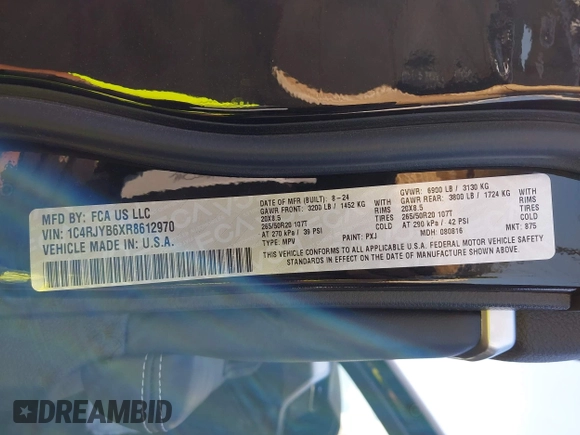 MFD BY: FCA US LLC
VIN: 1C4RJYB6XR8612970
VEHICLE MADE IN U.S.A.
DATE OF MFR (BUILT): 8-24
GAWR FRONT: 3200 LB / 1452 KG WITH
20X8.5 TIRES
265/50R20 107T RIMS
AT 270 kPa / 39 PSI COLD
TYPE: MPV PAINT: PXJ
GVWR: 6900 LB / 3130 KG
GAWR REAR: 3800 LB / 1724 KG WITH
20X8.5 TIRES
265/50R20 107T
AT 290 kPa / 42 PSI
MDH: 080816 MKT: 875
THIS VEHICLE CONFORMS TO ALL APPLICABLE U.S.A. FEDERAL MOTOR VEHICLE SAFETY
STANDARDS IN EFFECT ON THE DATE OF MANUFACTURE SHOWN ABOVE
DREAMBID